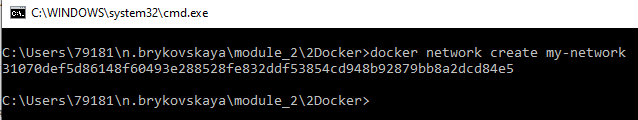 C:\WINDOWS\system32\cmd.exe
C:\Users\79181\n.brykovskaya\module_2\2Docker>docker network create my-network
31070def5d86148f60493e288528fe832ddf53854cd948b92879bb8a2dcd84e5
C:\Users\79181\n.brykovskaya\module_2\2Docker>